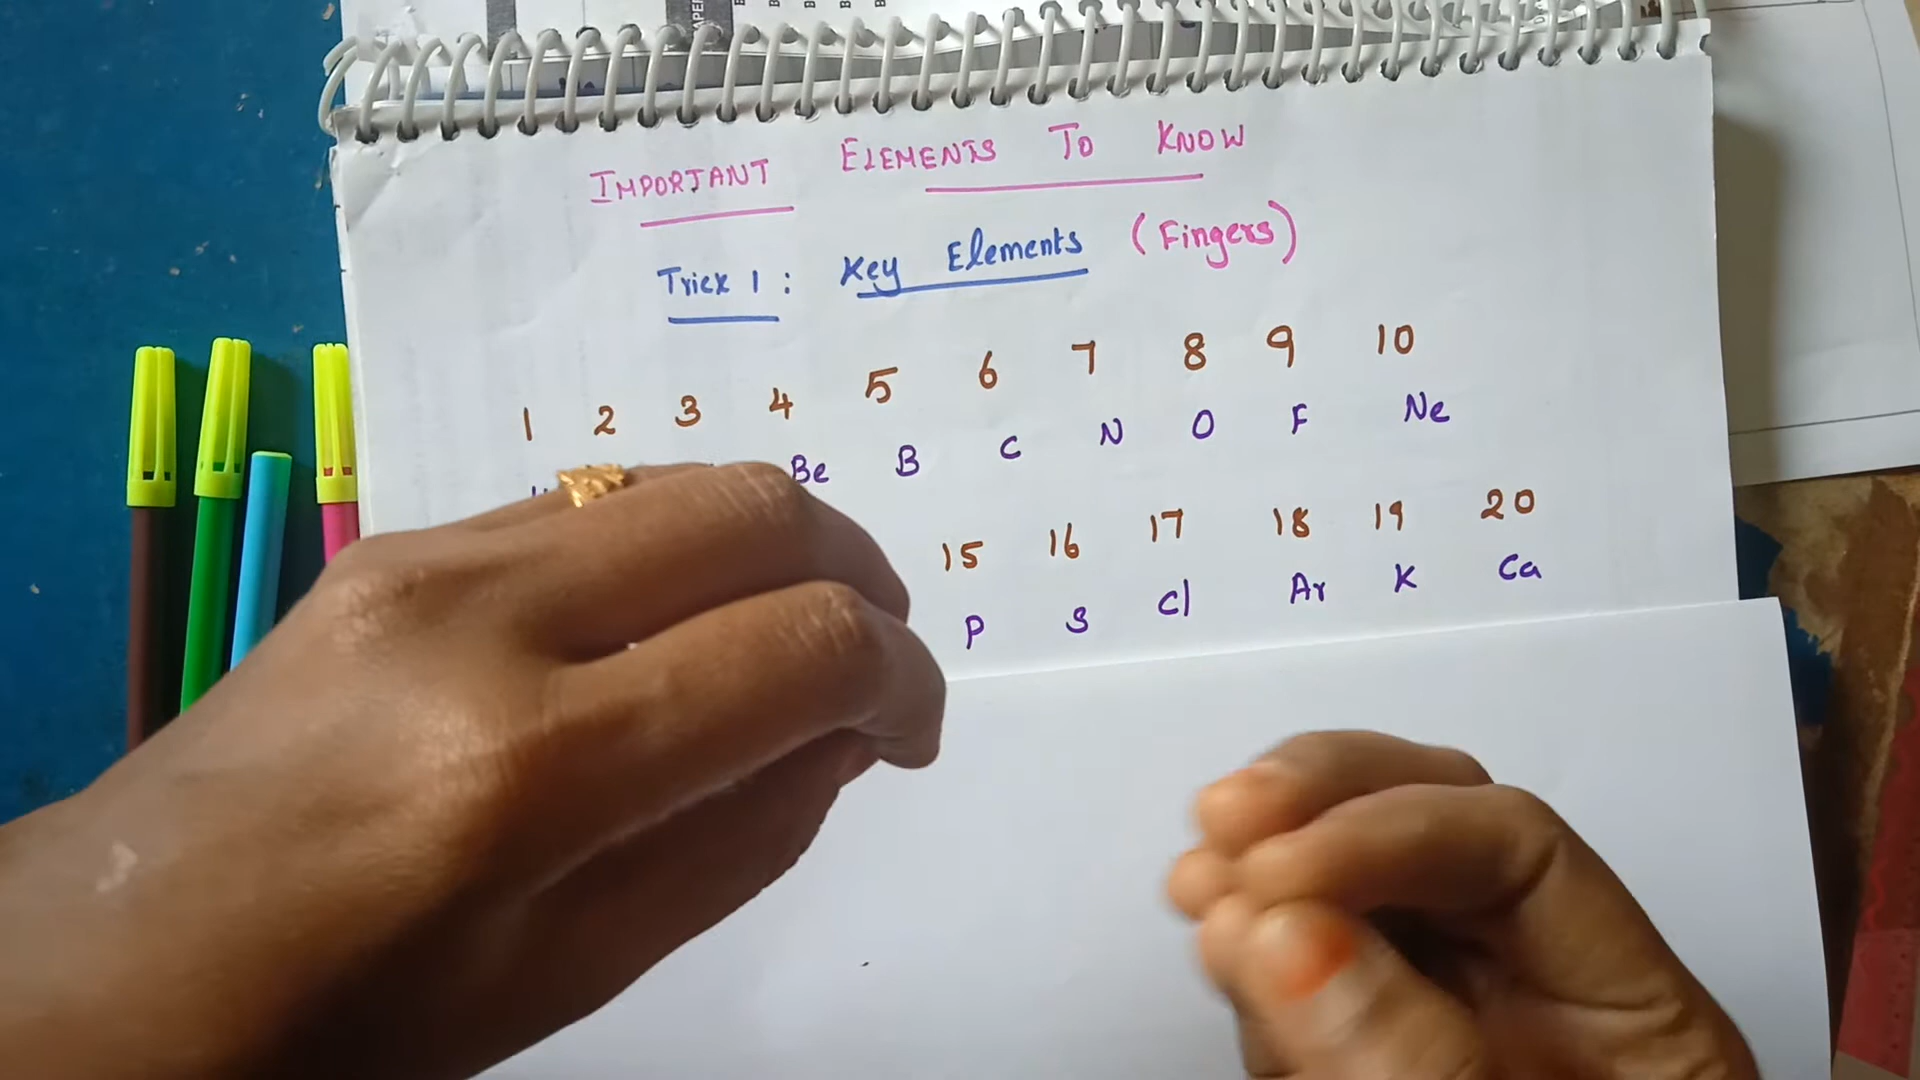 IMPORTANT ELEMENTS TO KNOW
Trick 1 : Key Elements (Fingers)
1 2 3 4 5 6 7 8 9 10
Be B C N O F Ne
15 16 17 18 19 20
P S Cl Ar K Ca